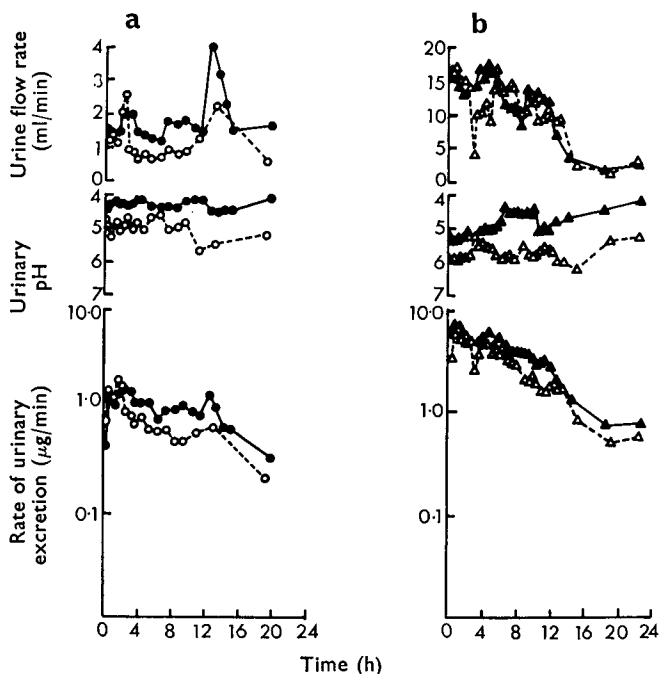 a
b
Urine flow rate
(ml/min)
4
3
2
1
0
20
15
10
5
0
Urinary
pH
4
5
6
7
4
5
6
7
Rate of urinary
excretion (µg/min)
10·0
1·0
0·1
10·0
1·0
0·1
0 4 8 12 16 20 24
0 4 8 12 16 20 24
Time (h)